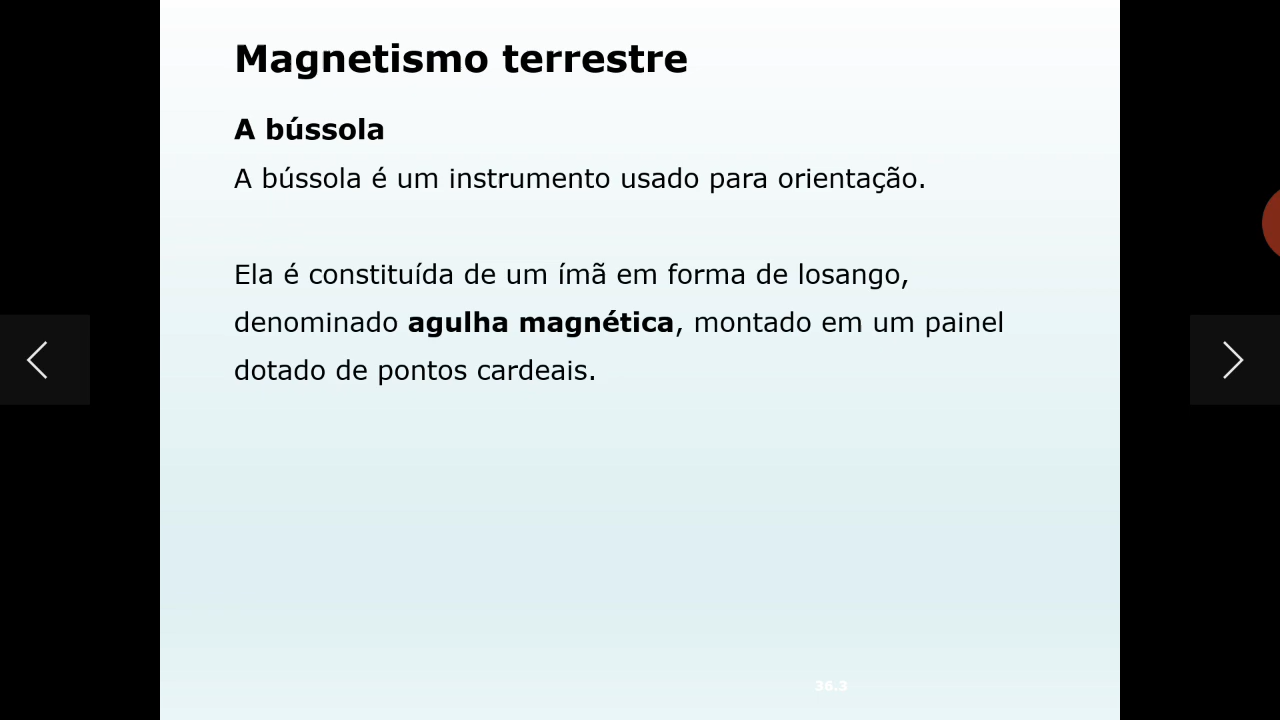 Magnetismo terrestre
A bússola
A bússola é um instrumento usado para orientação.
Ela é constituída de um ímã em forma de losango,
denominado agulha magnética, montado em um painel
dotado de pontos cardeais.
36.3